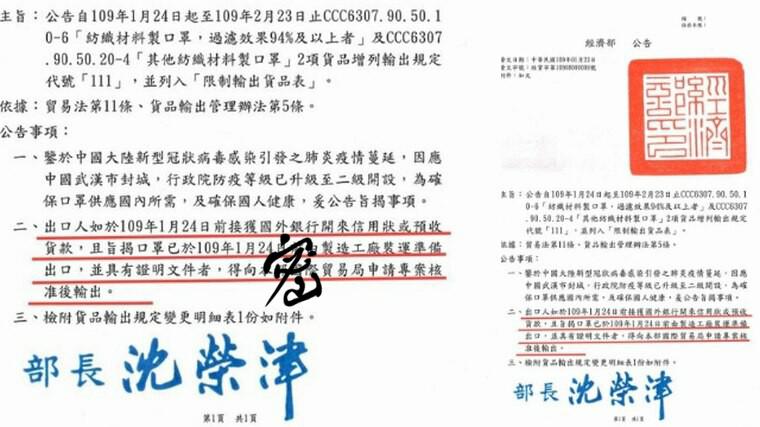 主旨：公告自109年1月24日起至109年2月23日止CCC6307.90.50.1
0-6「紡織材料製口罩，過濾效果94%及以上者」及CCC6307
.90.50.20-4「其他紡織材料製口罩」2項貨品增列輸出規定
代號「111」，並列入「限制輸出貨品表」。
依據：貿易法第11條、貨品輸出管理辦法第5條。
公告事項：
一、鑒於中國大陸新型冠狀病毒感染引發之肺炎疫情蔓延，因應
中國武漢市封城，行政院防疫等級已升級至二級開設，為確
保口罩供應國內所需，及確保國人健康，爰公告旨揭事項。
二、出口人如於109年1月24日前接獲國外銀行開來信用狀或預收
貨款，且旨揭口罩已於109年1月24日 由製造工廠裝運準備
出口，並具有證明文件者，得向本 際貿易局申請專案核
准後輸出。
密
三、檢附貨品輸出規定變更明細表1份如附件。
部長 沈榮津
第1頁 共1頁
經濟部 公告
發文日期：中華民國109年01月23日
附件：如文
經濟部印
主旨：公告自109年1月24日起至109年2月23日止CCC6307.90.50.1
0-6「紡織材料製口罩，過濾效果94%及以上者」及CCC6307
.90.50.20-4「其他紡織材料製口罩」2項貨品增列輸出規定
代號「111」，並列入「限制輸出貨品表」。
依據：貿易法第11條、貨品輸出管理辦法第5條。
公告事項：
一、鑒於中國大陸新型冠狀病毒感染引發之肺炎疫情蔓延，因應
中國武漢市封城，行政院防疫等級已升級至二級開設，為確
保口罩供應國內所需，及確保國人健康，爰公告旨揭事項。
二、出口人如於109年1月24日前接獲國外銀行開來信用狀或預收
貨款，且旨揭口罩已於109年1月24日前由製造工廠裝運準備
出口，並具有證明文件者，得向本部國際貿易局申請專案核
准後輸出。
三、檢附貨品輸出規定變更明細表1份如附件。
部長 沈榮津
第1頁 共1頁